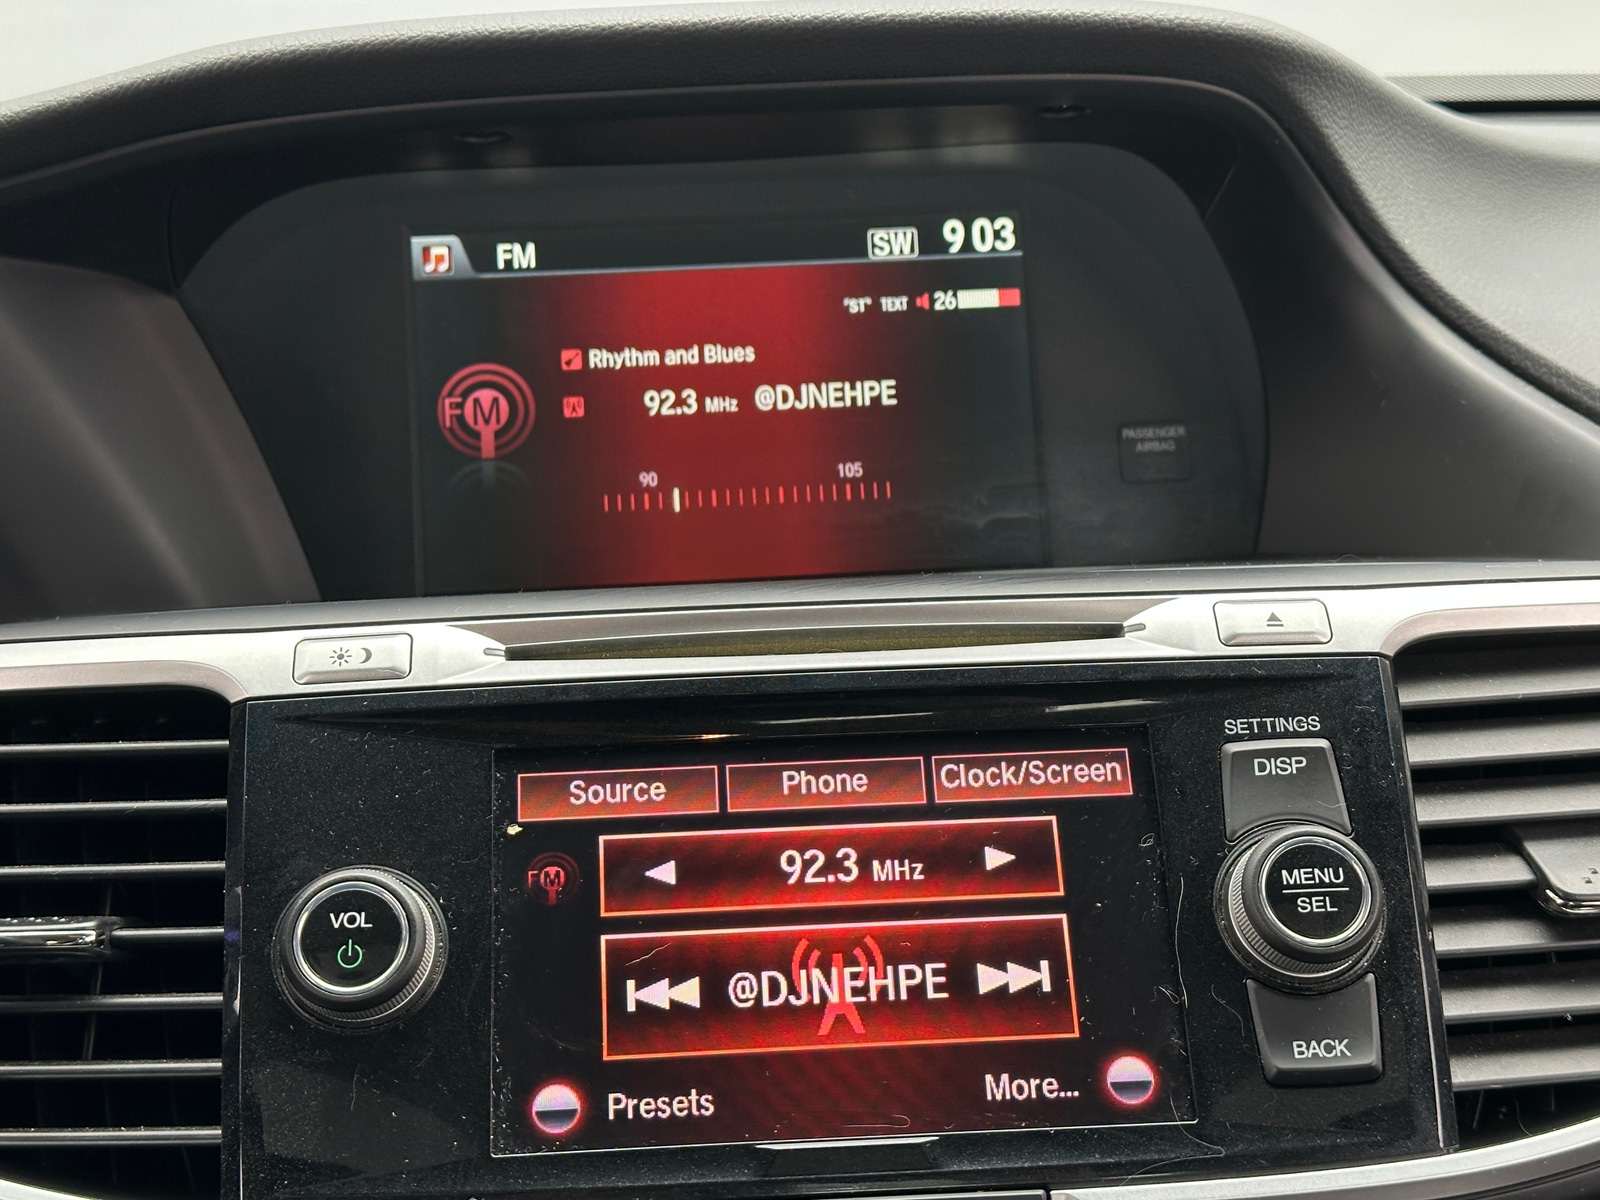 FM SW 9 03
"ST" TEXT 26
Rhythm and Blues
FM 92.3 MHz @DJNEHPE
90 105
PASSENGER
AIRBAG
SETTINGS
Source Phone Clock/Screen DISP
FM 92.3 MHz
MENU
SEL
VOL
@DJNEHPE
Presets More...
BACK